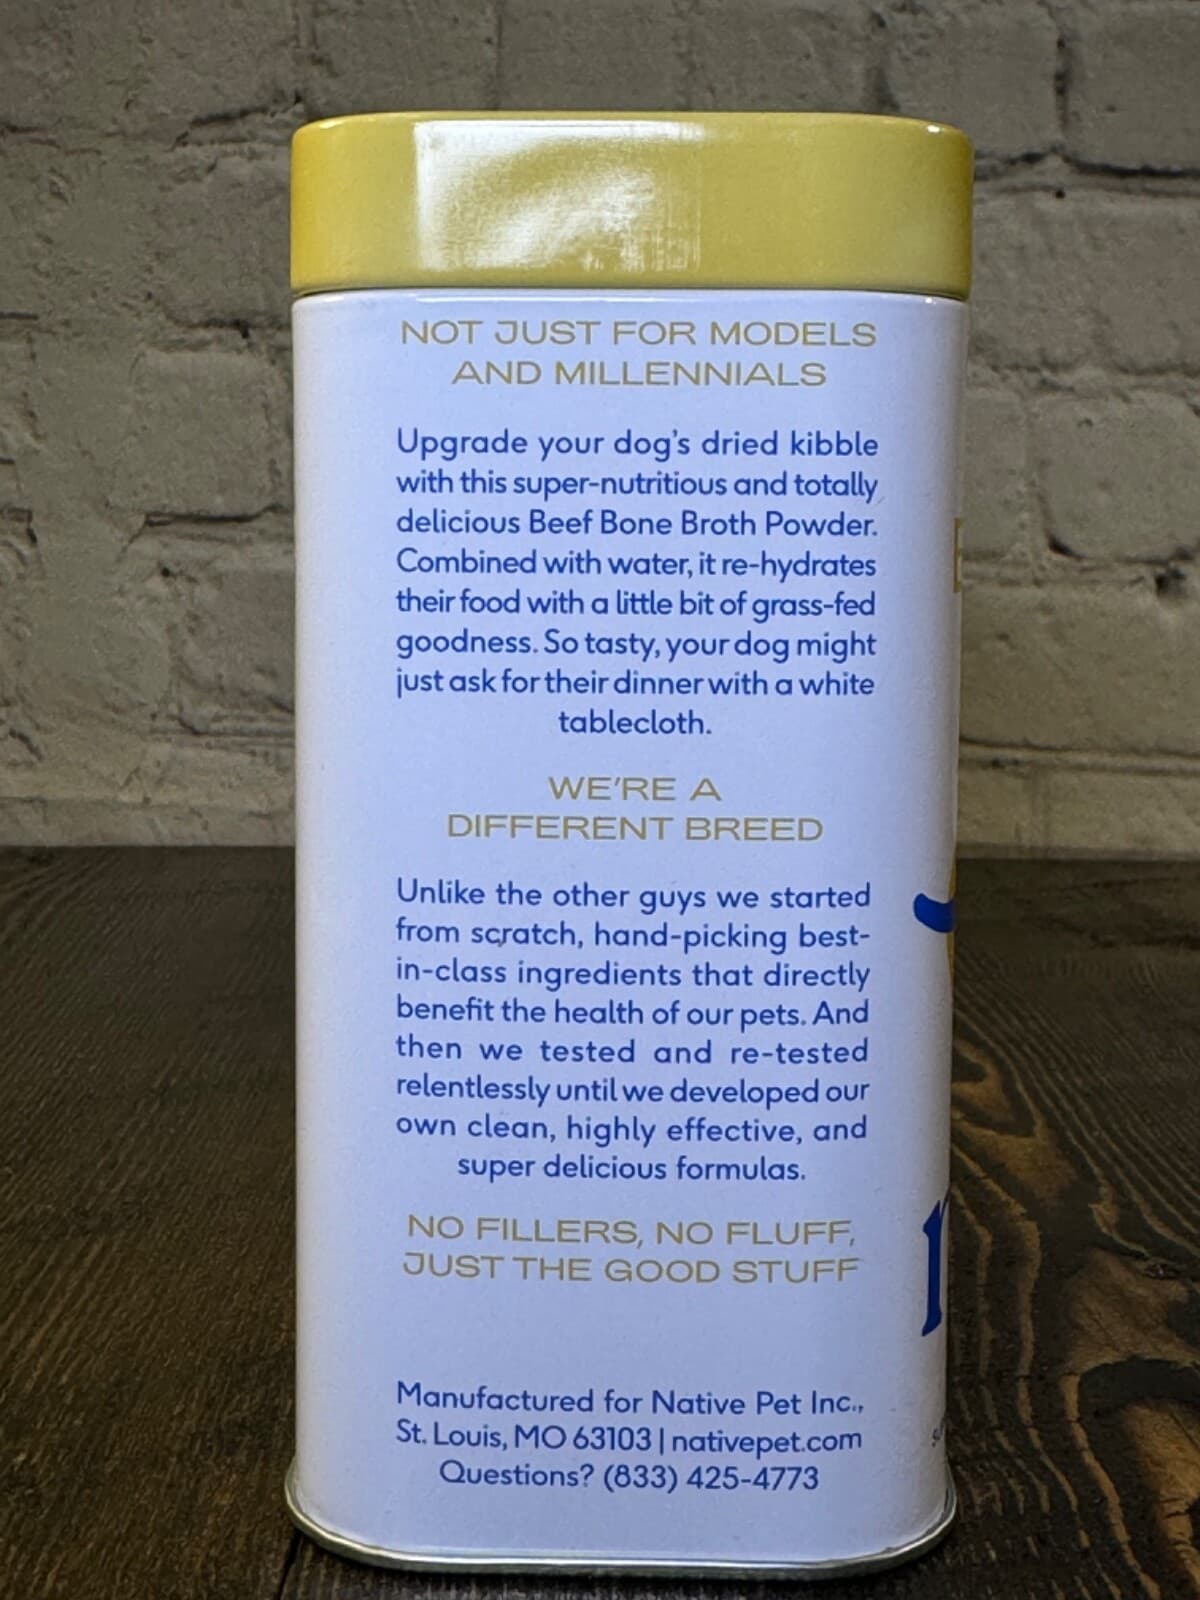 NOT JUST FOR MODELS
AND MILLENNIALS
Upgrade your dog's dried kibble
with this super-nutritious and totally
delicious Beef Bone Broth Powder.
Combined with water, it re-hydrates
their food with a little bit of grass-fed
goodness. So tasty, your dog might
just ask for their dinner with a white
tablecloth.
WE'RE A
DIFFERENT BREED
Unlike the other guys we started
from scratch, hand-picking best-
in-class ingredients that directly
benefit the health of our pets. And
then we tested and re-tested
relentlessly until we developed our
own clean, highly effective, and
super delicious formulas.
NO FILLERS, NO FLUFF,
JUST THE GOOD STUFF
Manufactured for Native Pet Inc.,
St. Louis, MO 63103 | nativepet.com
Questions? (833) 425-4773